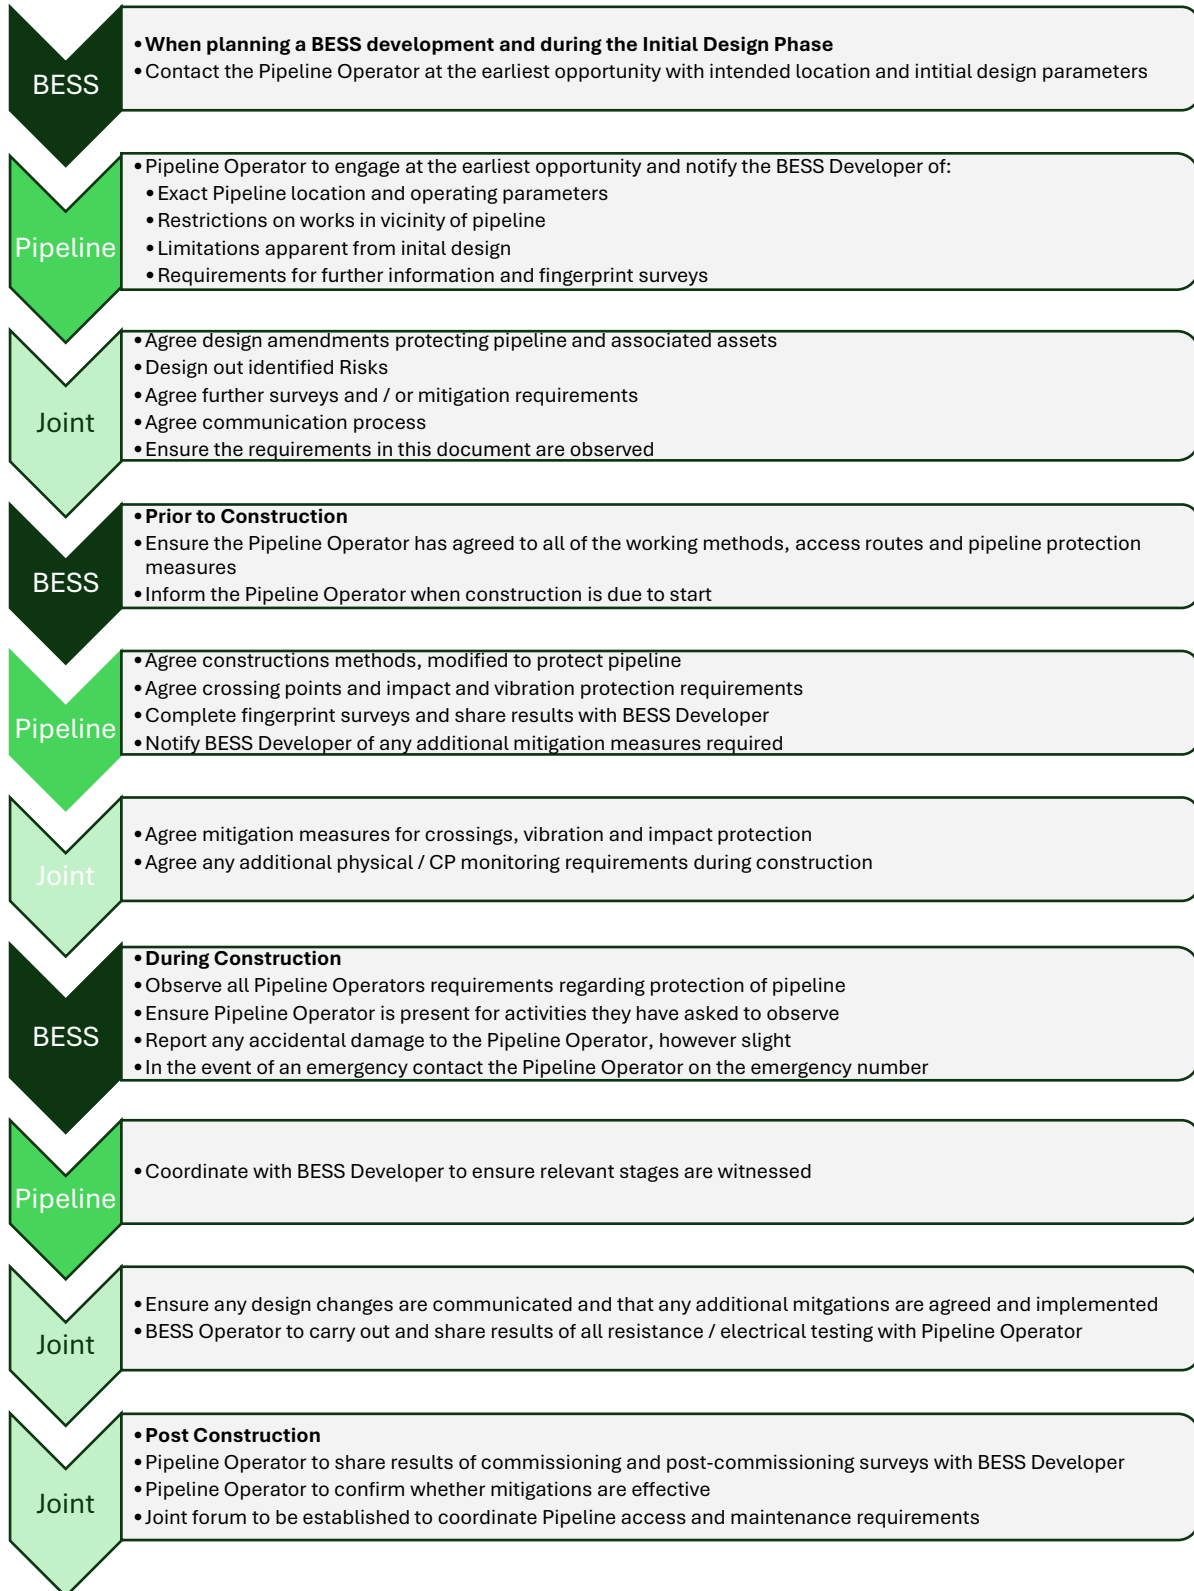 BESS
• When planning a BESS development and during the Initial Design Phase
• Contact the Pipeline Operator at the earliest opportunity with intended location and intitial design parameters
Pipeline
• Pipeline Operator to engage at the earliest opportunity and notify the BESS Developer of:
• Exact Pipeline location and operating parameters
• Restrictions on works in vicinity of pipeline
• Limitations apparent from inital design
• Requirements for further information and fingerprint surveys
Joint
• Agree design amendments protecting pipeline and associated assets
• Design out identified Risks
• Agree further surveys and / or mitigation requirements
• Agree communication process
• Ensure the requirements in this document are observed
BESS
• Prior to Construction
• Ensure the Pipeline Operator has agreed to all of the working methods, access routes and pipeline protection
measures
• Inform the Pipeline Operator when construction is due to start
Pipeline
• Agree constructions methods, modified to protect pipeline
• Agree crossing points and impact and vibration protection requirements
• Complete fingerprint surveys and share results with BESS Developer
• Notify BESS Developer of any additional mitigation measures required
Joint
• Agree mitigation measures for crossings, vibration and impact protection
• Agree any additional physical / CP monitoring requirements during construction
BESS
• During Construction
• Observe all Pipeline Operators requirements regarding protection of pipeline
• Ensure Pipeline Operator is present for activities they have asked to observe
• Report any accidental damage to the Pipeline Operator, however slight
• In the event of an emergency contact the Pipeline Operator on the emergency number
Pipeline
• Coordinate with BESS Developer to ensure relevant stages are witnessed
Joint
• Ensure any design changes are communicated and that any additional mitgations are agreed and implemented
• BESS Operator to carry out and share results of all resistance / electrical testing with Pipeline Operator
Joint
• Post Construction
• Pipeline Operator to share results of commissioning and post-commissioning surveys with BESS Developer
• Pipeline Operator to confirm whether mitigations are effective
• Joint forum to be established to coordinate Pipeline access and maintenance requirements